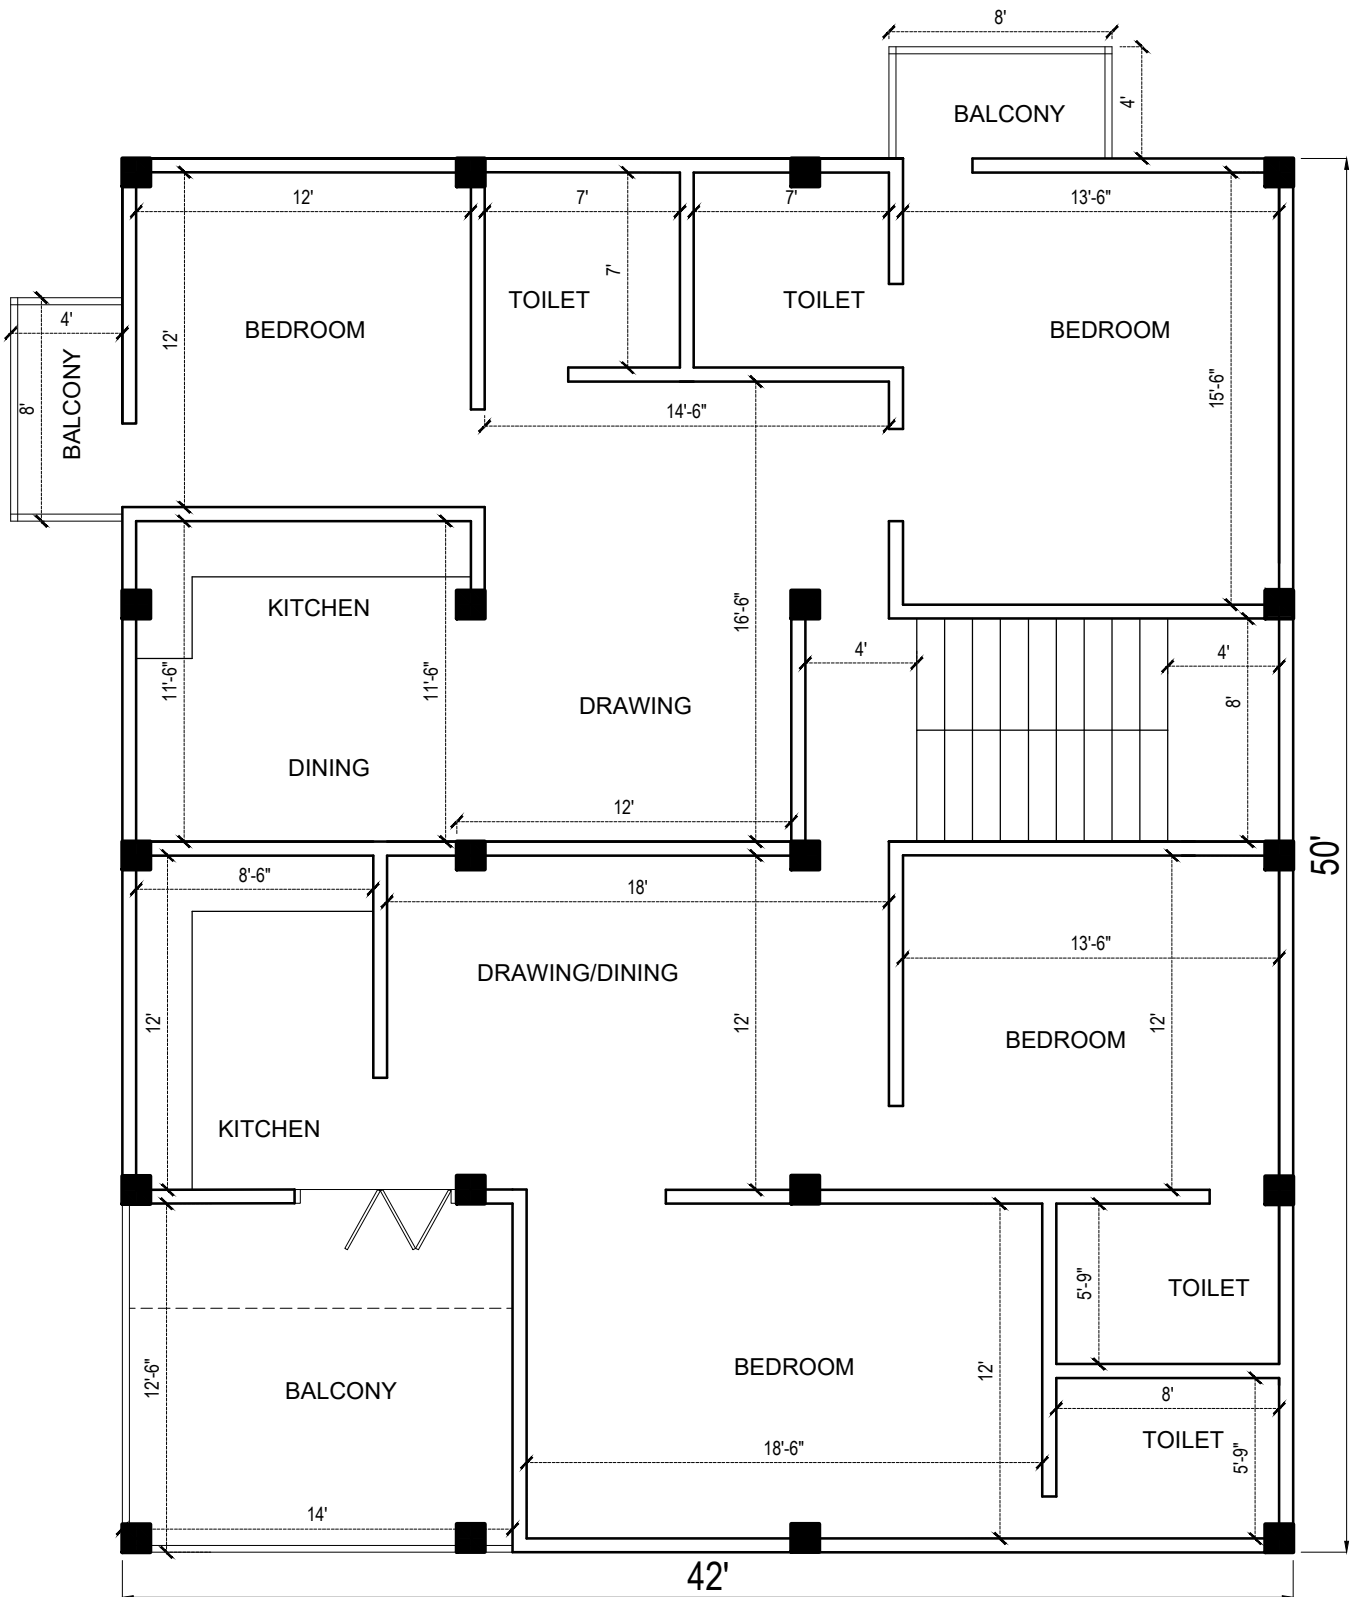 8'
4'
BALCONY
12'
7'
7'
13'-6"
7'
TOILET
TOILET
4'
BEDROOM
BEDROOM
12'
8'
BALCONY
14'-6"
15'-6"
KITCHEN
16'-6"
4'
4'
11'-6"
11'-6"
8'
DRAWING
DINING
12'
50'
8'-6"
18'
13'-6"
DRAWING/DINING
12'
12'
12'
BEDROOM
KITCHEN
5'-9"
TOILET
12'-6"
BEDROOM
12'
BALCONY
8'
TOILET
18'-6"
5'-9"
14'
42'